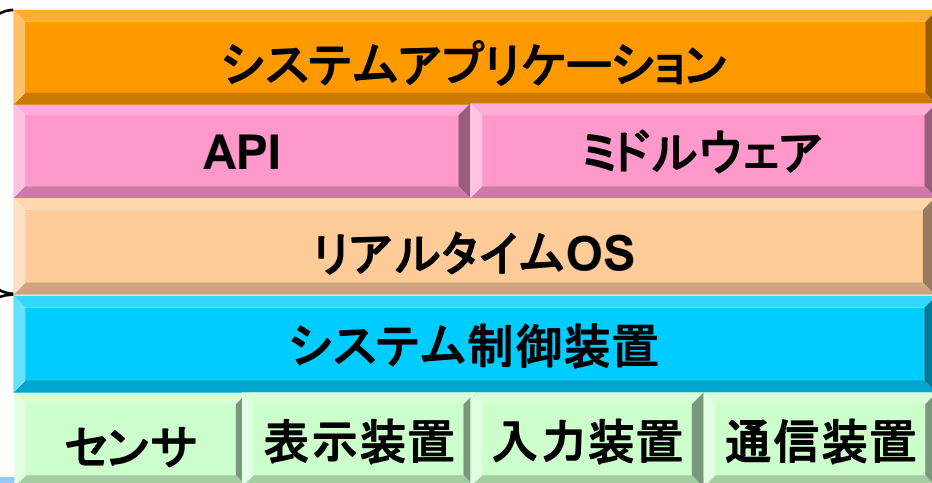 システムアプリケーション
API ミドルウェア
リアルタイムOS
システム制御装置
センサ 表示装置 入力装置 通信装置